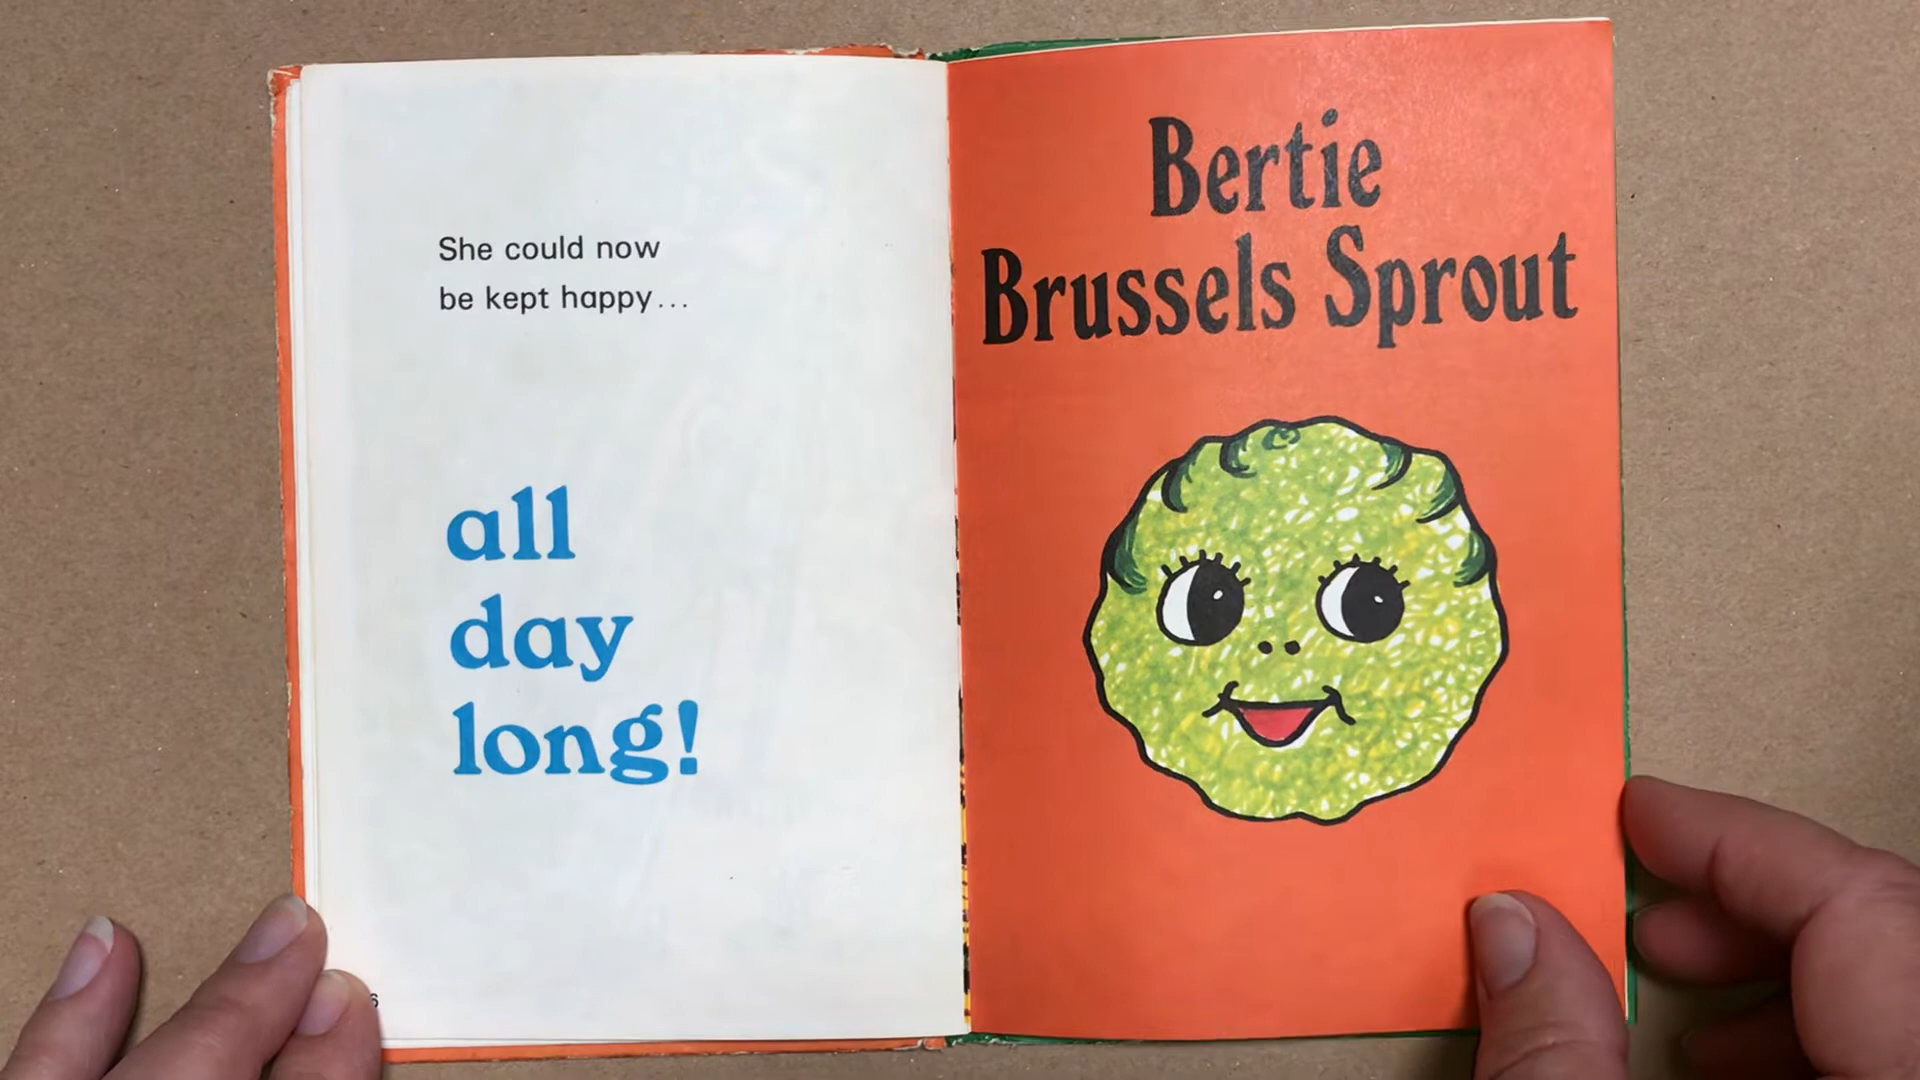 She could now
be kept happy...
all
day
long!
Bertie
Brussels Sprout